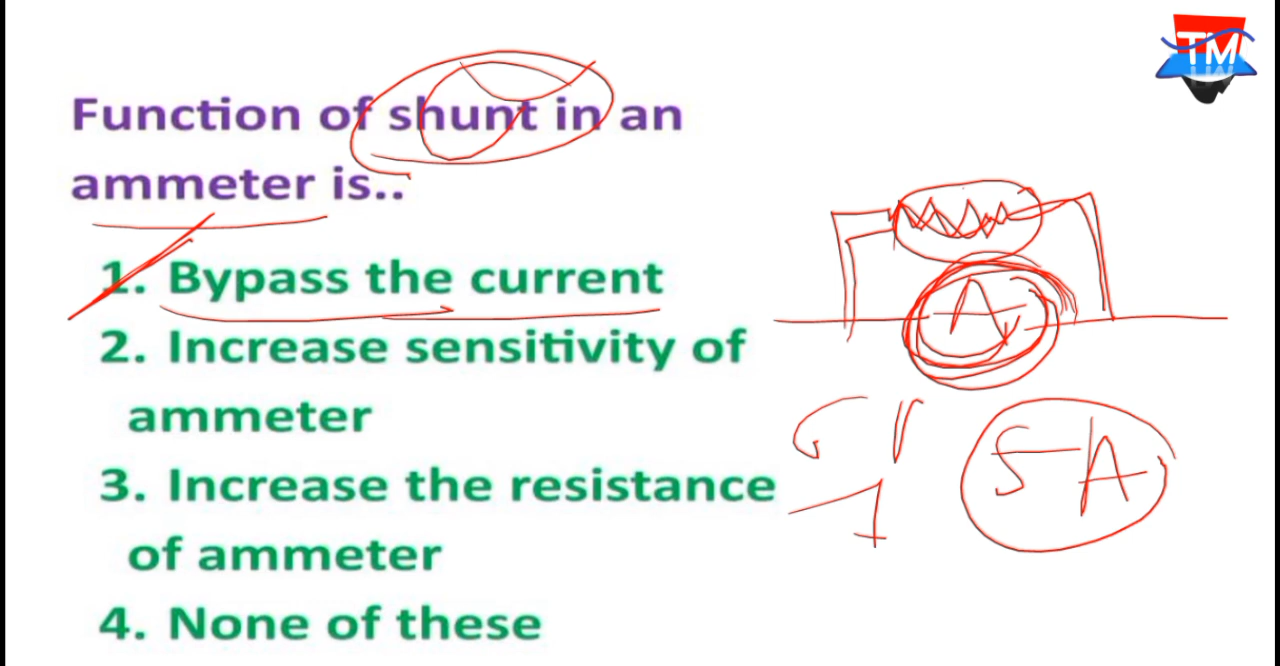 TM
Function of shunt in an
ammeter is..
1. Bypass the current
2. Increase sensitivity of
ammeter
3. Increase the resistance
of ammeter
4. None of these
A
5A